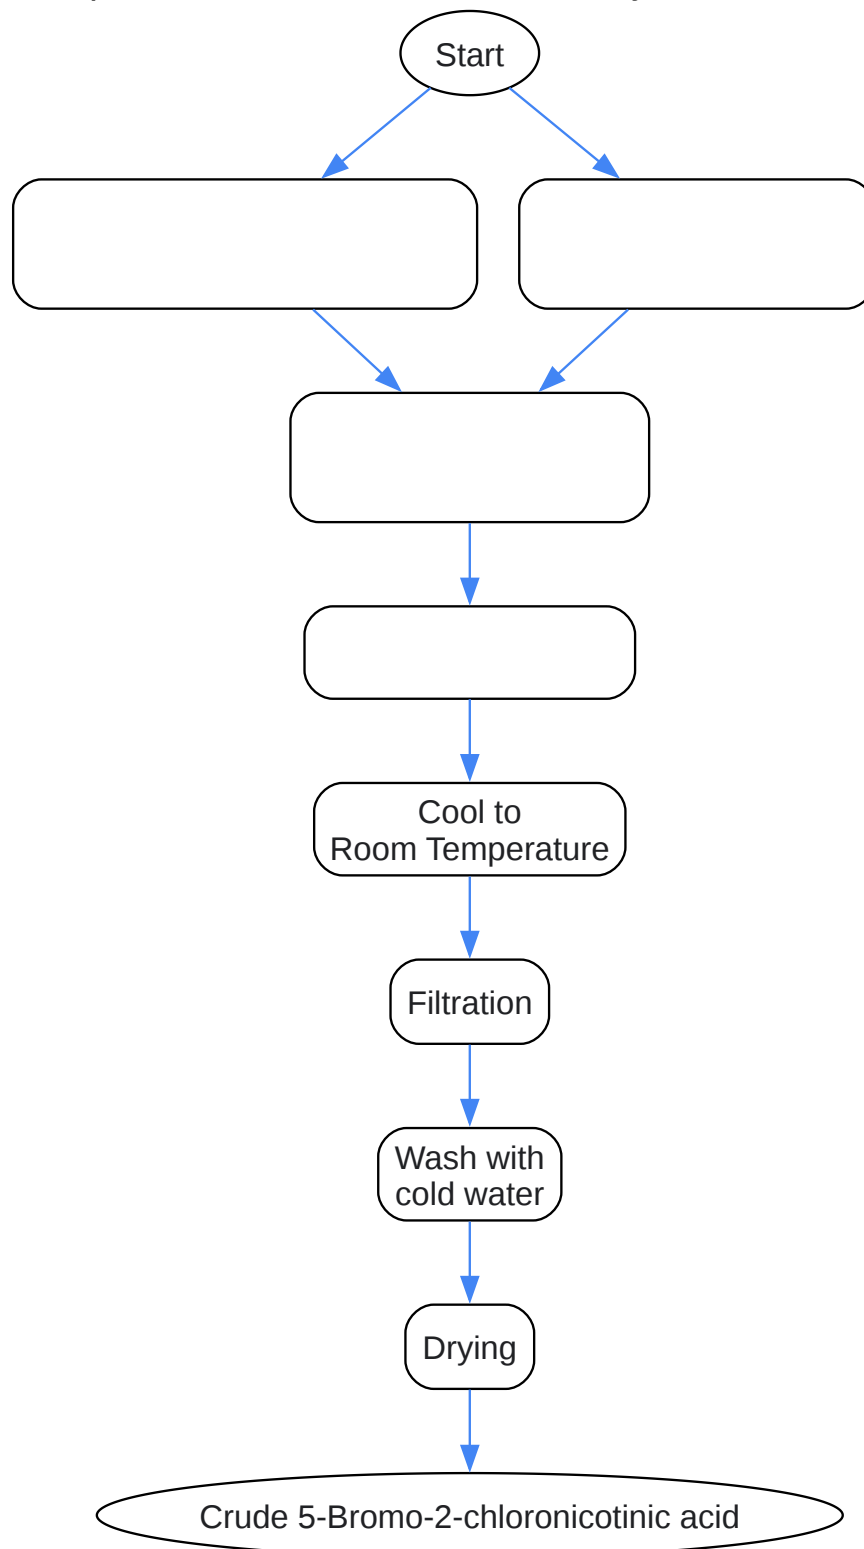 Start
Cool to
Room Temperature
Filtration
Wash with
cold water
Drying
Crude 5-Bromo-2-chloronicotinic acid